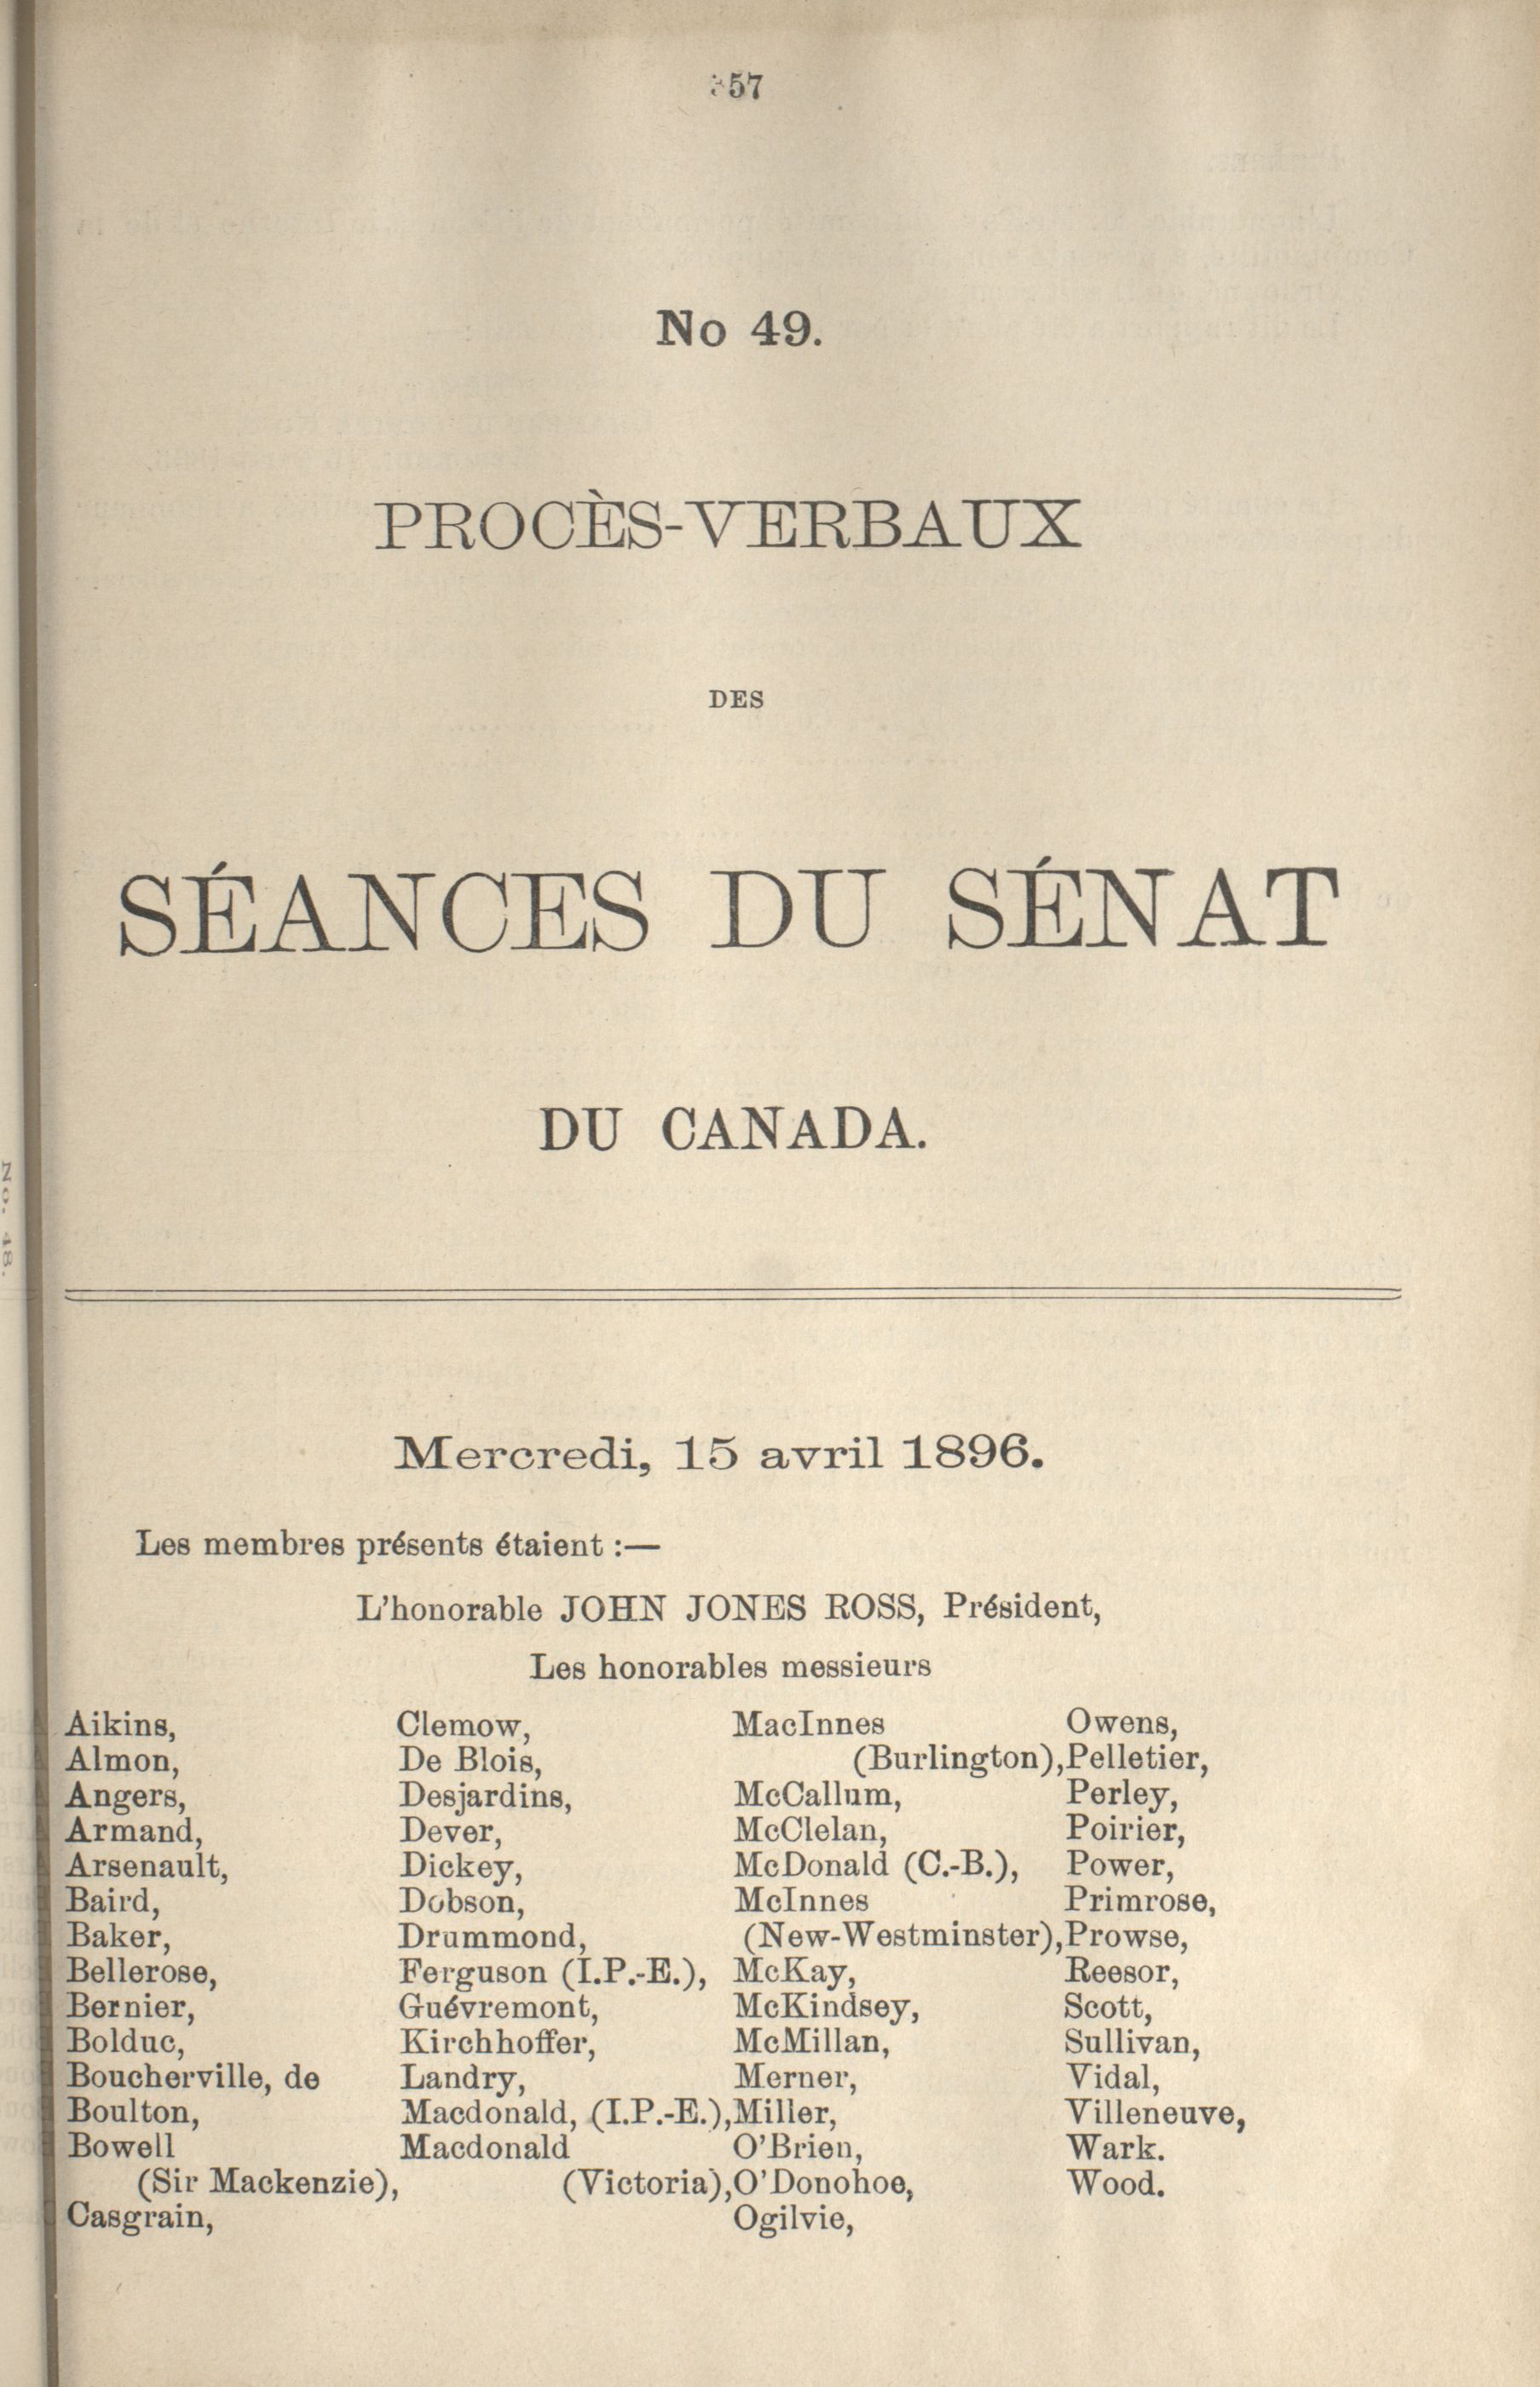 357
No 49.
PROCÈS-VERBAUX
DES
SÉANCES DU SÉNAT
DU CANADA.
No. 48.
Mercredi, 15 avril 1896.
Les membres présents étaient :—
L'honorable JOHN JONES ROSS, Président,
Les honorables messieurs
Aikins,
Almon,
Angers,
Armand,
Arsenault,
Baird,
Baker,
Bellerose,
Bernier,
Bolduc,
Boucherville, de
Boulton,
Bowell
(Sir Mackenzie),
Casgrain,
Clemow,
De Blois,
Desjardins,
Dever,
Dickey,
Dobson,
Drummond,
Ferguson (I.P.-E.),
Guévremont,
Kirchhoffer,
Landry,
Macdonald, (I.P.-E.),
Macdonald
(Victoria),
MacInnes
(Burlington),
McCallum,
McClelan,
McDonald (C.-B.),
McInnes
(New-Westminster),
McKay,
McKindsey,
McMillan,
Merner,
Miller,
O'Brien,
O'Donohoe,
Ogilvie,
Owens,
Pelletier,
Perley,
Poirier,
Power,
Primrose,
Prowse,
Reesor,
Scott,
Sullivan,
Vidal,
Villeneuve,
Wark.
Wood.